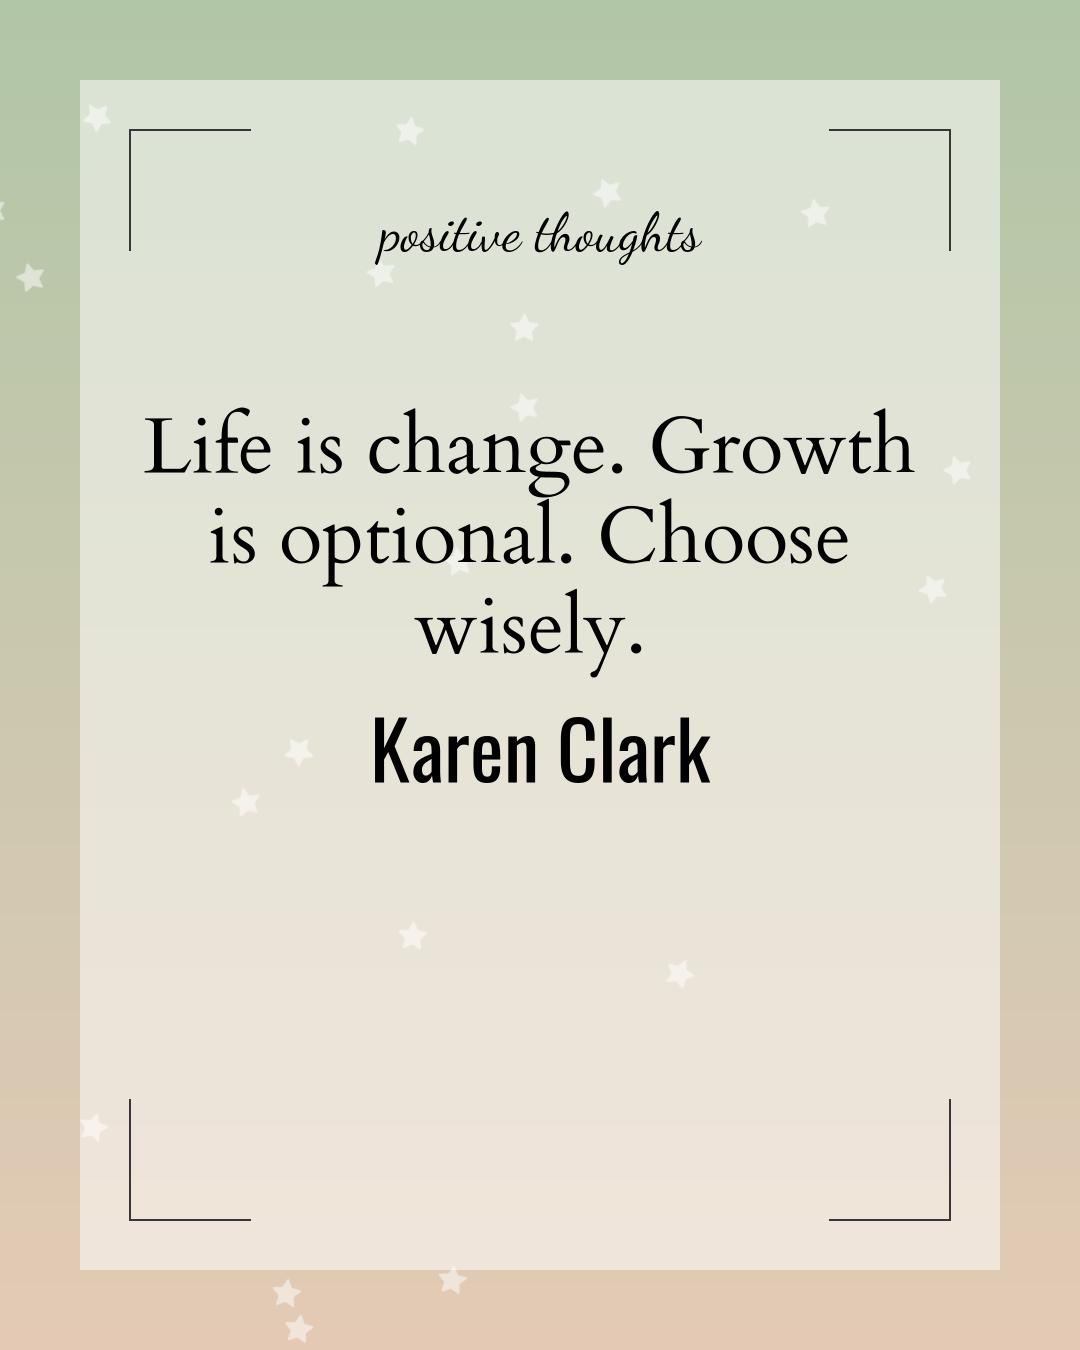 positive thoughts
Life is change. Growth
is optional. Choose
wisely.
Karen Clark